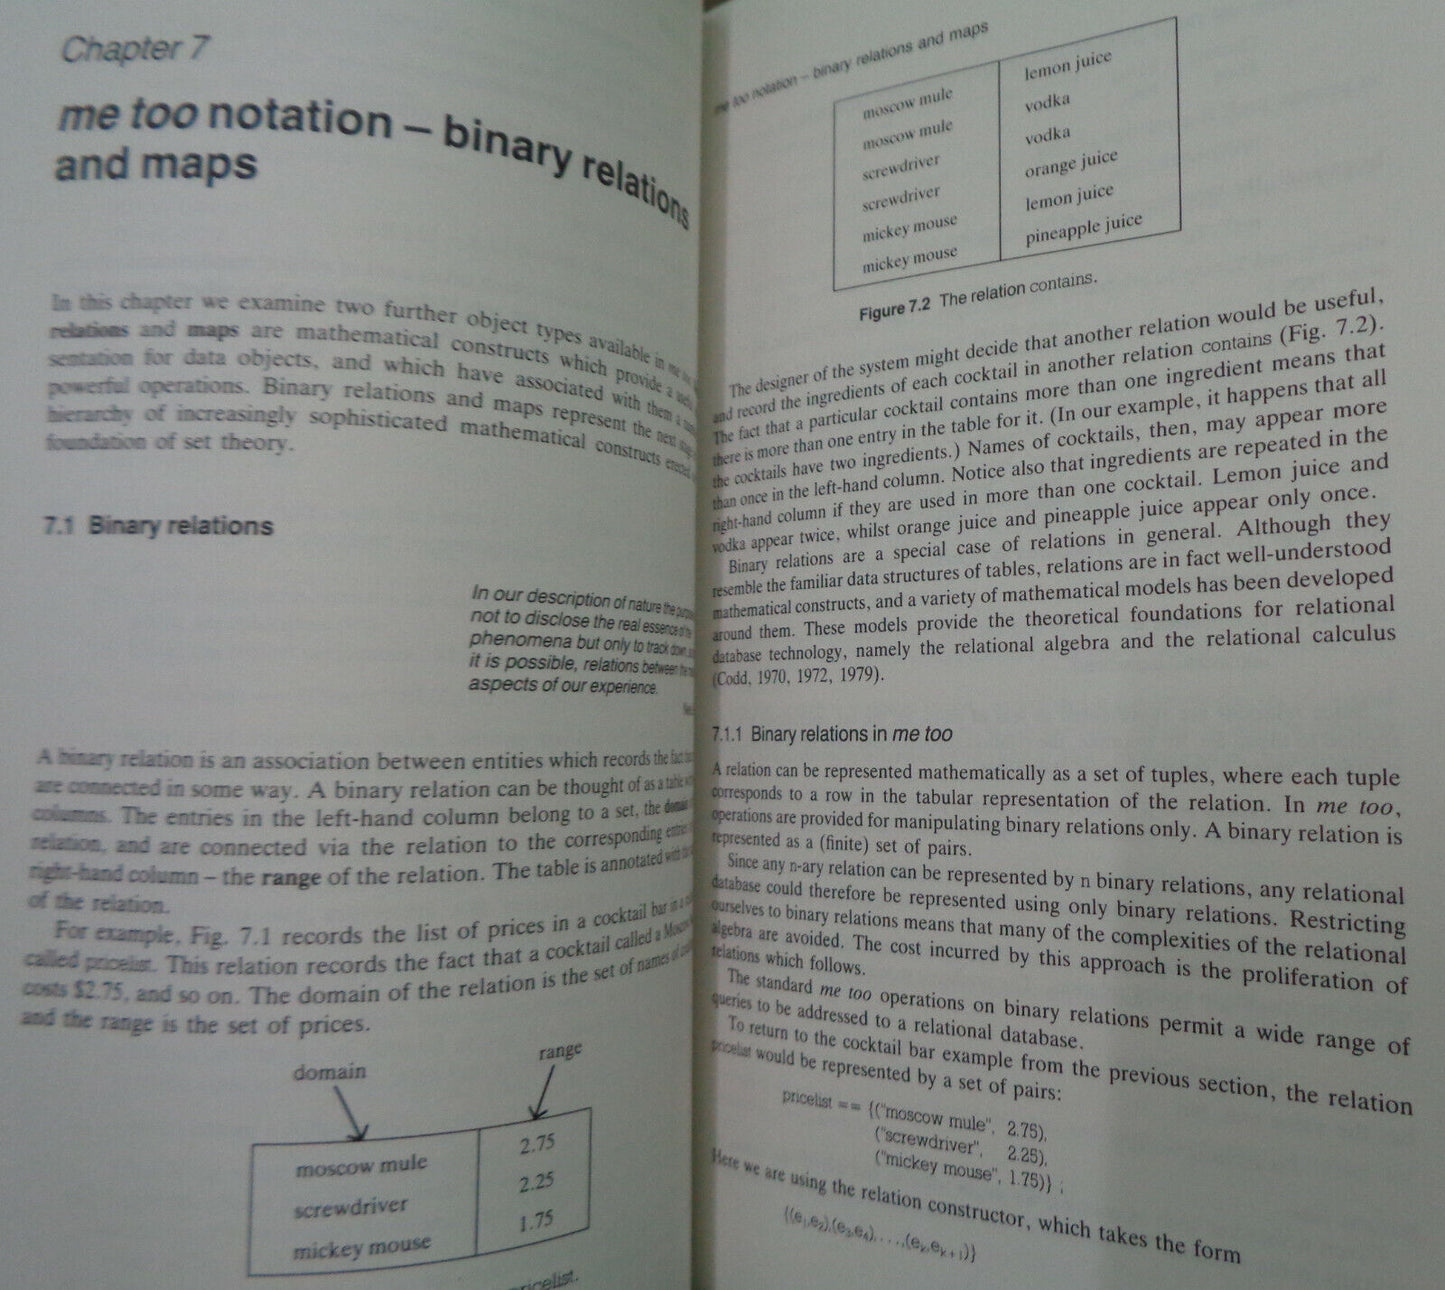 Chapter 7
me too notation – binary relations
and maps
In this chapter we examine two further object types available in me
relations and maps are mathematical constructs which provide a
sentation for data objects, and which have associated with them a
powerful operations. Binary relations and maps represent the next
hierarchy of increasingly sophisticated mathematical constructs
foundation of set theory.
7.1 Binary relations
In our description of nature the
not to disclose the real essence of the
phenomena but only to track down,
it is possible, relations between the
aspects of our experience.
A binary relation is an association between entities which records the fact
are connected in some way. A binary relation can be thought of as a table
columns. The entries in the left-hand column belong to a set, the domain
relation, and are connected via the relation to the corresponding
right-hand column – the range of the relation. The table is annotated with
of the relation.
For example, Fig. 7.1 records the list of prices in a cocktail bar in a
called pricelist. This relation records the fact that a cocktail called a
costs $2.75, and so on. The domain of the relation is the set of names of
and the range is the set of prices.
domain range
moscow mule 2.75
screwdriver 2.25
mickey mouse 1.75
pricelist.
me too notation – binary relations and maps
moscow mule lemon juice
moscow mule vodka
screwdriver vodka
screwdriver orange juice
mickey mouse lemon juice
mickey mouse pineapple juice
Figure 7.2 The relation contains.
The designer of the system might decide that another relation would be useful,
and record the ingredients of each cocktail in another relation contains (Fig. 7.2).
The fact that a particular cocktail contains more than one ingredient means that
there is more than one entry in the table for it. (In our example, it happens that all
the cocktails have two ingredients.) Names of cocktails, then, may appear more
than once in the left-hand column. Notice also that ingredients are repeated in the
right-hand column if they are used in more than one cocktail. Lemon juice and
vodka appear twice, whilst orange juice and pineapple juice appear only once.
Binary relations are a special case of relations in general. Although they
resemble the familiar data structures of tables, relations are in fact well-understood
mathematical constructs, and a variety of mathematical models has been developed
around them. These models provide the theoretical foundations for relational
database technology, namely the relational algebra and the relational calculus
(Codd, 1970, 1972, 1979).
7.1.1 Binary relations in me too
A relation can be represented mathematically as a set of tuples, where each tuple
corresponds to a row in the tabular representation of the relation. In me too,
operations are provided for manipulating binary relations only. A binary relation is
represented as a (finite) set of pairs.
Since any n-ary relation can be represented by n binary relations, any relational
database could therefore be represented using only binary relations. Restricting
ourselves to binary relations means that many of the complexities of the relational
algebra are avoided. The cost incurred by this approach is the proliferation of
relations which follows.
The standard me too operations on binary relations permit a wide range of
queries to be addressed to a relational database.
To return to the cocktail bar example from the previous section, the relation
pricelist would be represented by a set of pairs:
pricelist == {("moscow mule", 2.75),
("screwdriver", 2.25),
("mickey mouse", 1.75)} ;
Here we are using the relation constructor, which takes the form
{(e₁,e₂),(e₃,e₄), . . . ,(eₖ,eₖ₊₁)}